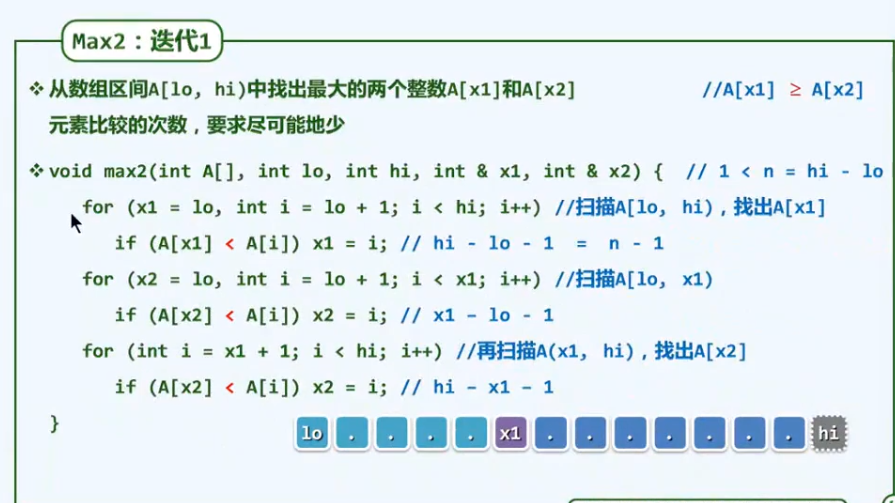 Max2：迭代1
❖从数组区间A[lo, hi)中找出最大的两个整数A[x1]和A[x2] //A[x1] ≥ A[x2]
元素比较的次数，要求尽可能地少
❖void max2(int A[], int lo, int hi, int & x1, int & x2) { // 1 < n = hi - lo
for (x1 = lo, int i = lo + 1; i < hi; i++) //扫描A[lo, hi)，找出A[x1]
if (A[x1] < A[i]) x1 = i; // hi - lo - 1 = n - 1
for (x2 = lo, int i = lo + 1; i < x1; i++) //扫描A[lo, x1)
if (A[x2] < A[i]) x2 = i; // x1 – lo - 1
for (int i = x1 + 1; i < hi; i++) //再扫描A(x1, hi)，找出A[x2]
if (A[x2] < A[i]) x2 = i; // hi – x1 – 1
}
lo . . . . x1 . . . . . . . hi